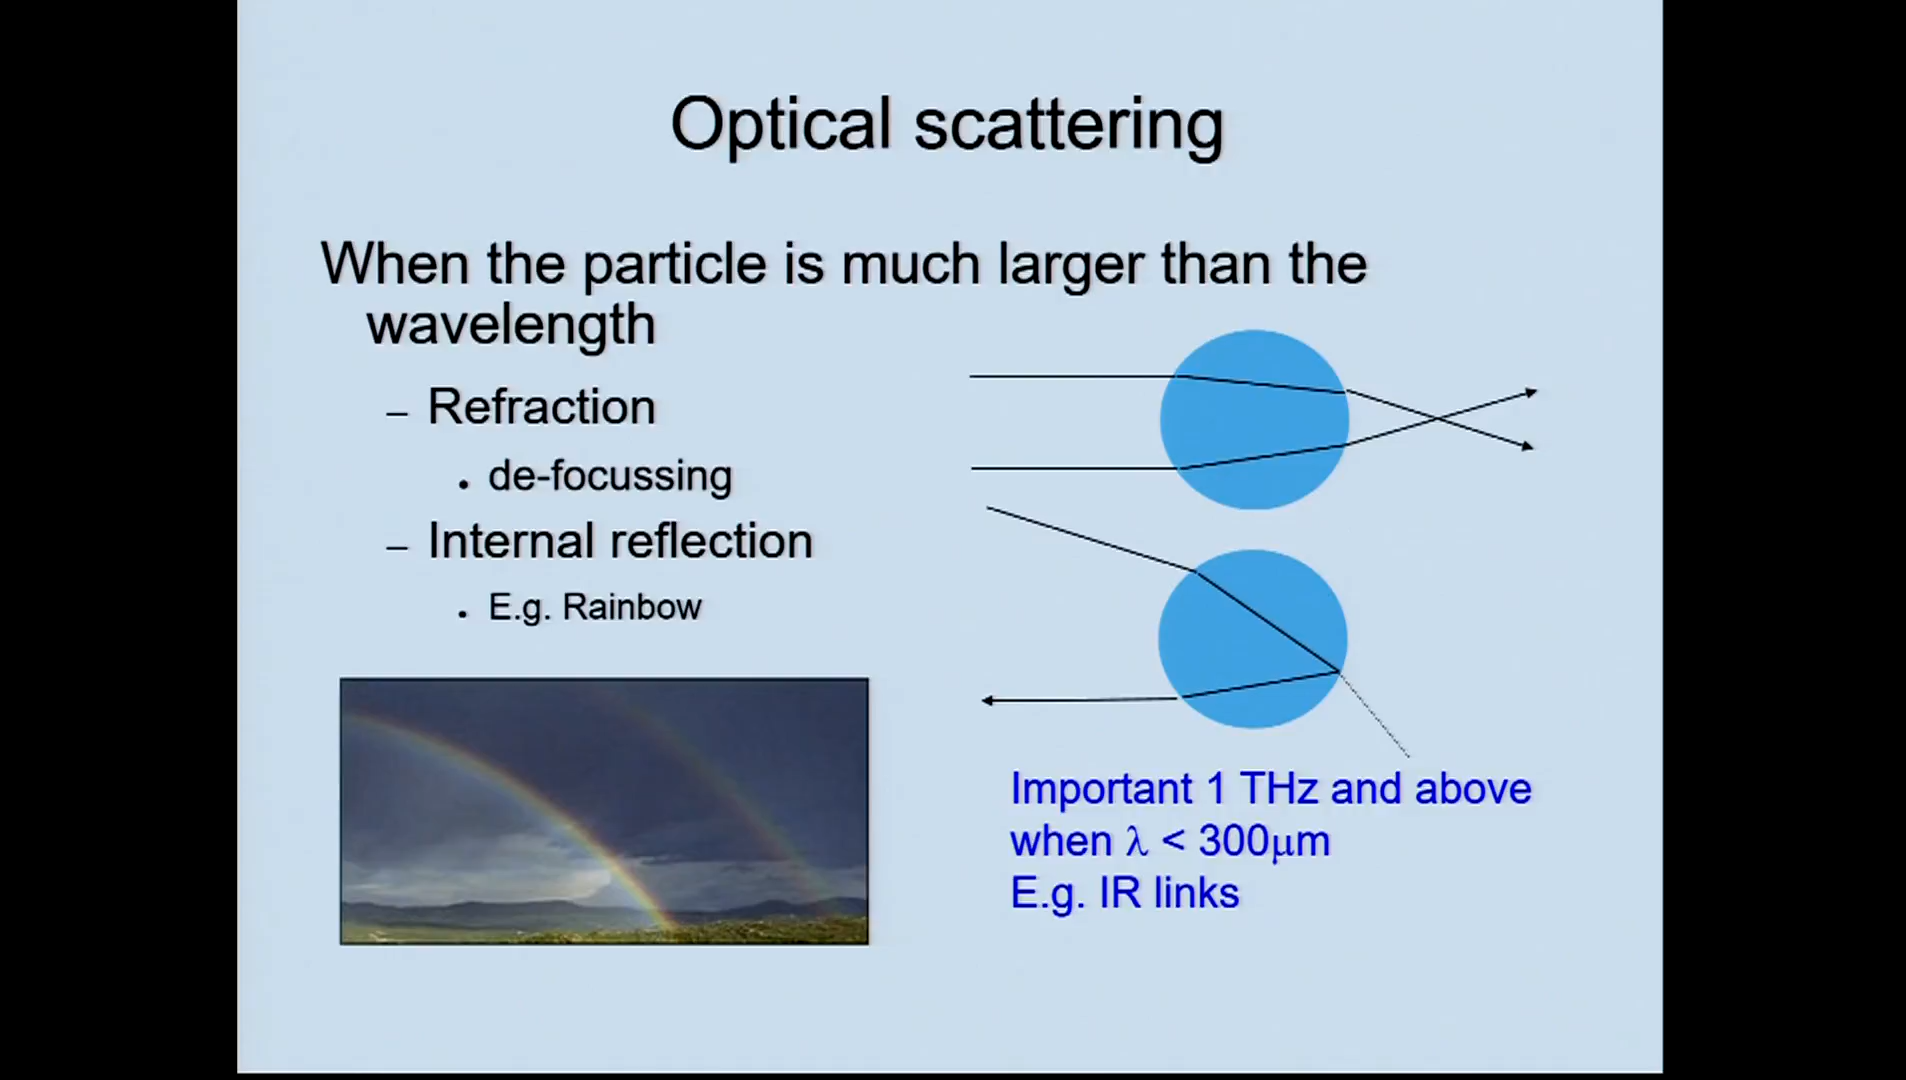 Optical scattering
When the particle is much larger than the
wavelength
– Refraction
• de-focussing
– Internal reflection
• E.g. Rainbow
Important 1 THz and above
when λ < 300μm
E.g. IR links